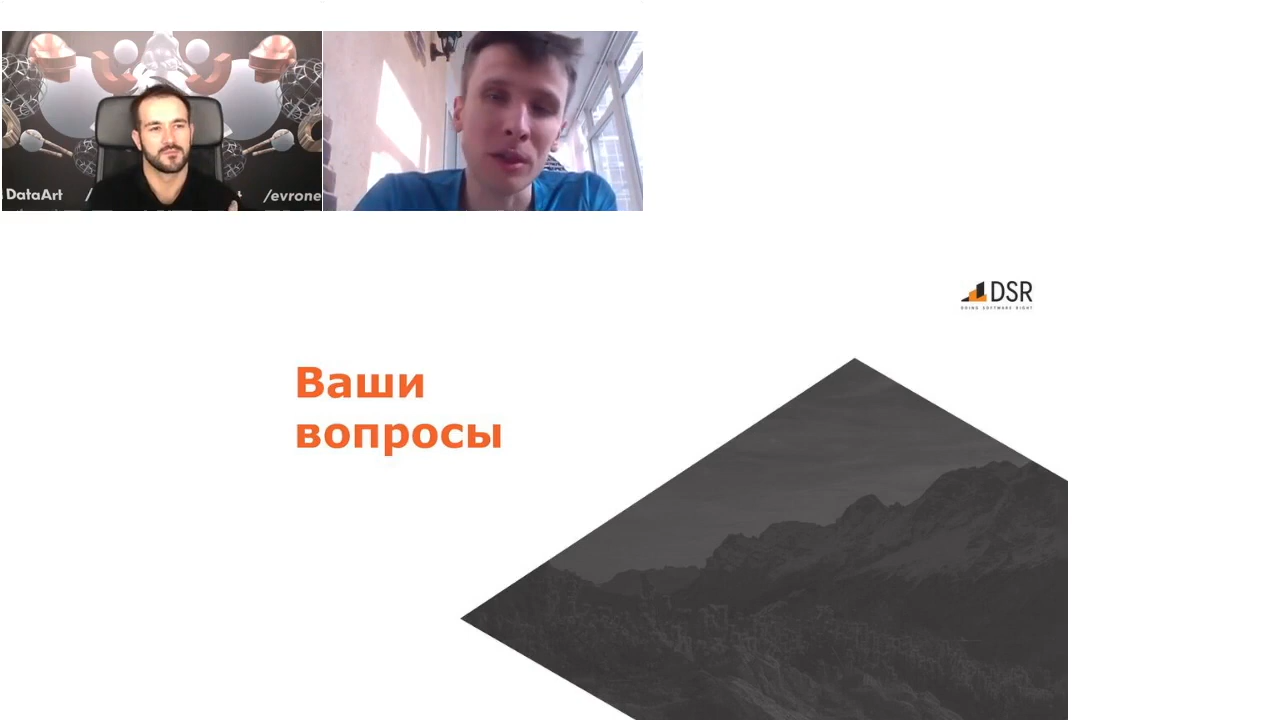 DataArt
/
/evrone
DSR
DOING SOFTWARE RIGHT
Ваши
вопросы